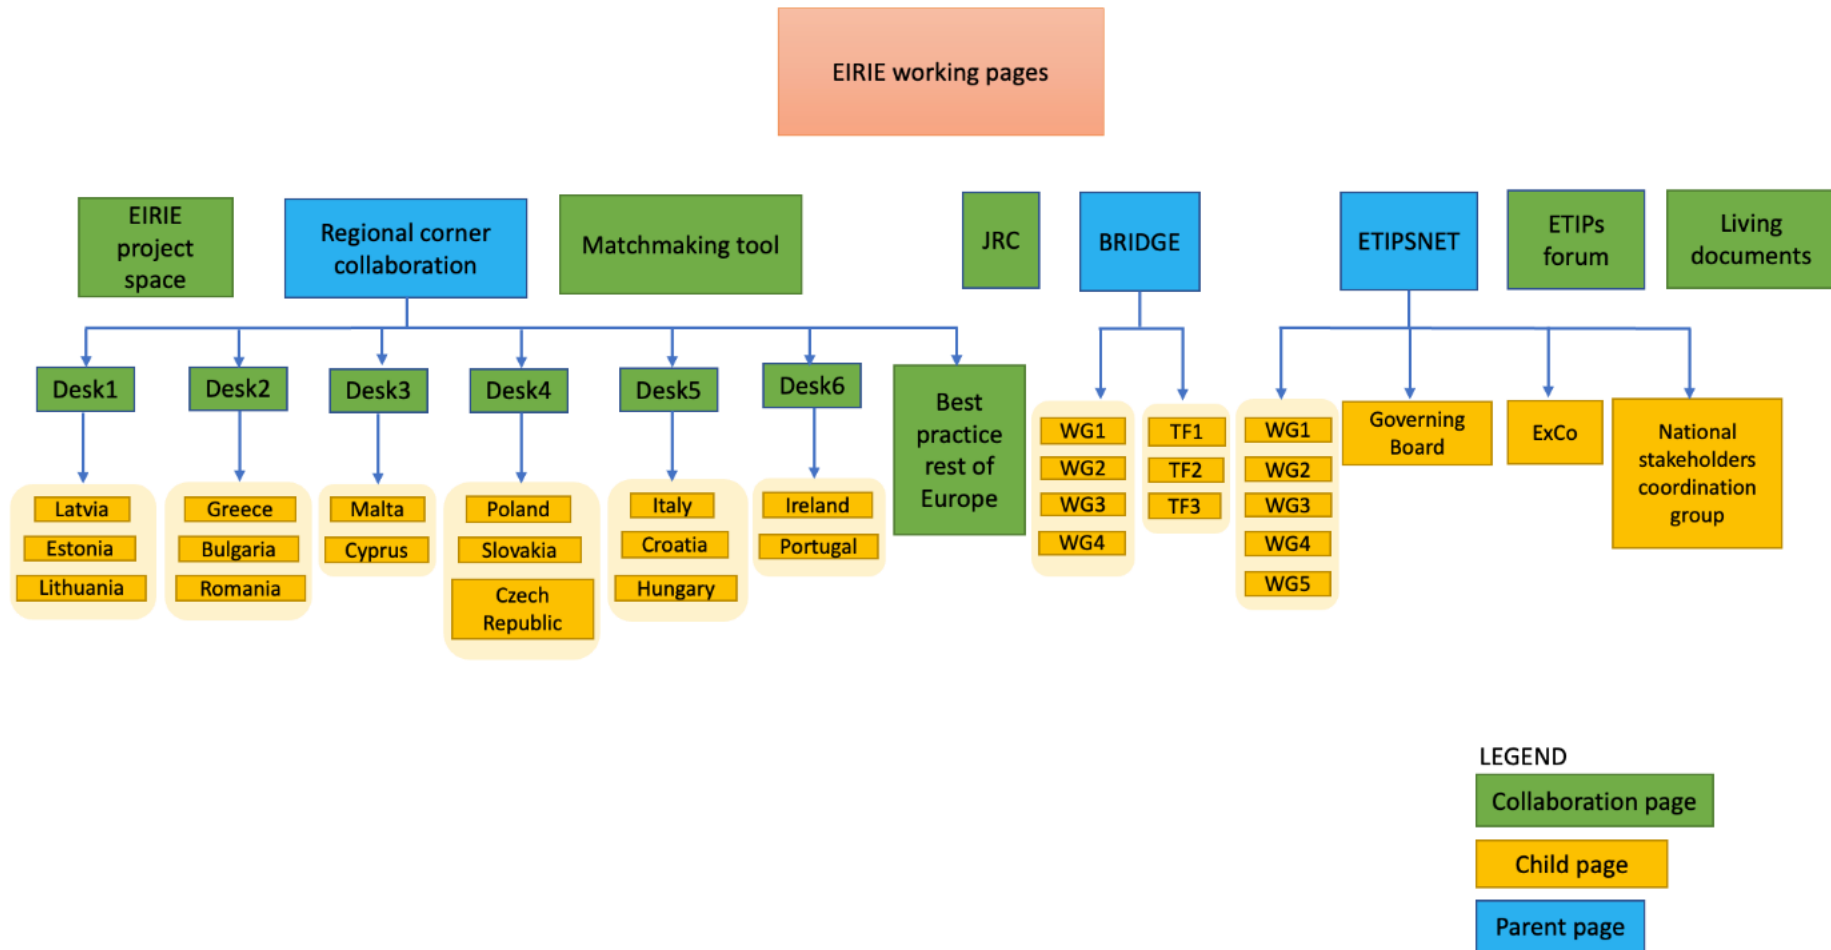 EIRIE working pages
EIRIE
project
space
Regional corner
collaboration
Matchmaking tool
JRC
BRIDGE
ETIPSNET
ETIPs
forum
Living
documents
Desk1
Desk2
Desk3
Desk4
Desk5
Desk6
Best
practice
rest of
Europe
Latvia
Estonia
Lithuania
Greece
Bulgaria
Romania
Malta
Cyprus
Poland
Slovakia
Czech
Republic
Italy
Croatia
Hungary
Ireland
Portugal
WG1
WG2
WG3
WG4
TF1
TF2
TF3
WG1
WG2
WG3
WG4
WG5
Governing
Board
ExCo
National
stakeholders
coordination
group
LEGEND
Collaboration page
Child page
Parent page